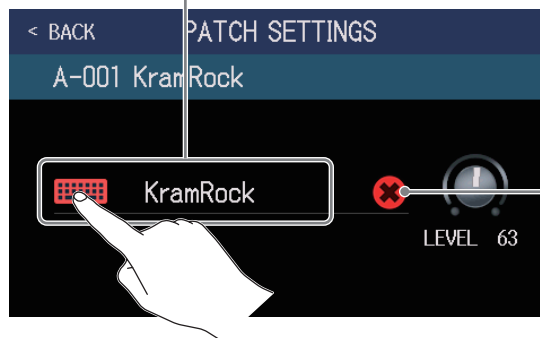 < BACK PATCH SETTINGS
A-001 KramRock
KramRock
LEVEL 63